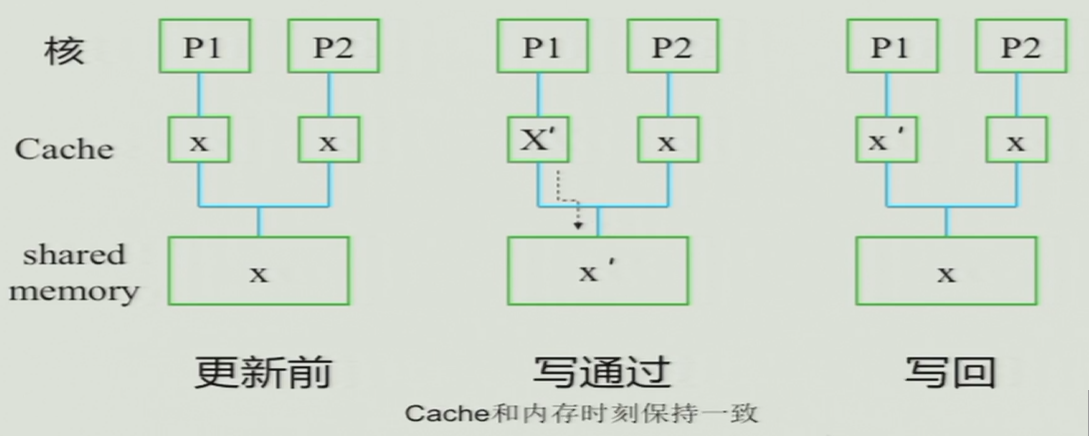 核 P1 P2 P1 P2 P1 P2
Cache x x X′ x x′ x
shared memory x x′ x
更新前 写通过 写回
Cache和内存时刻保持一致